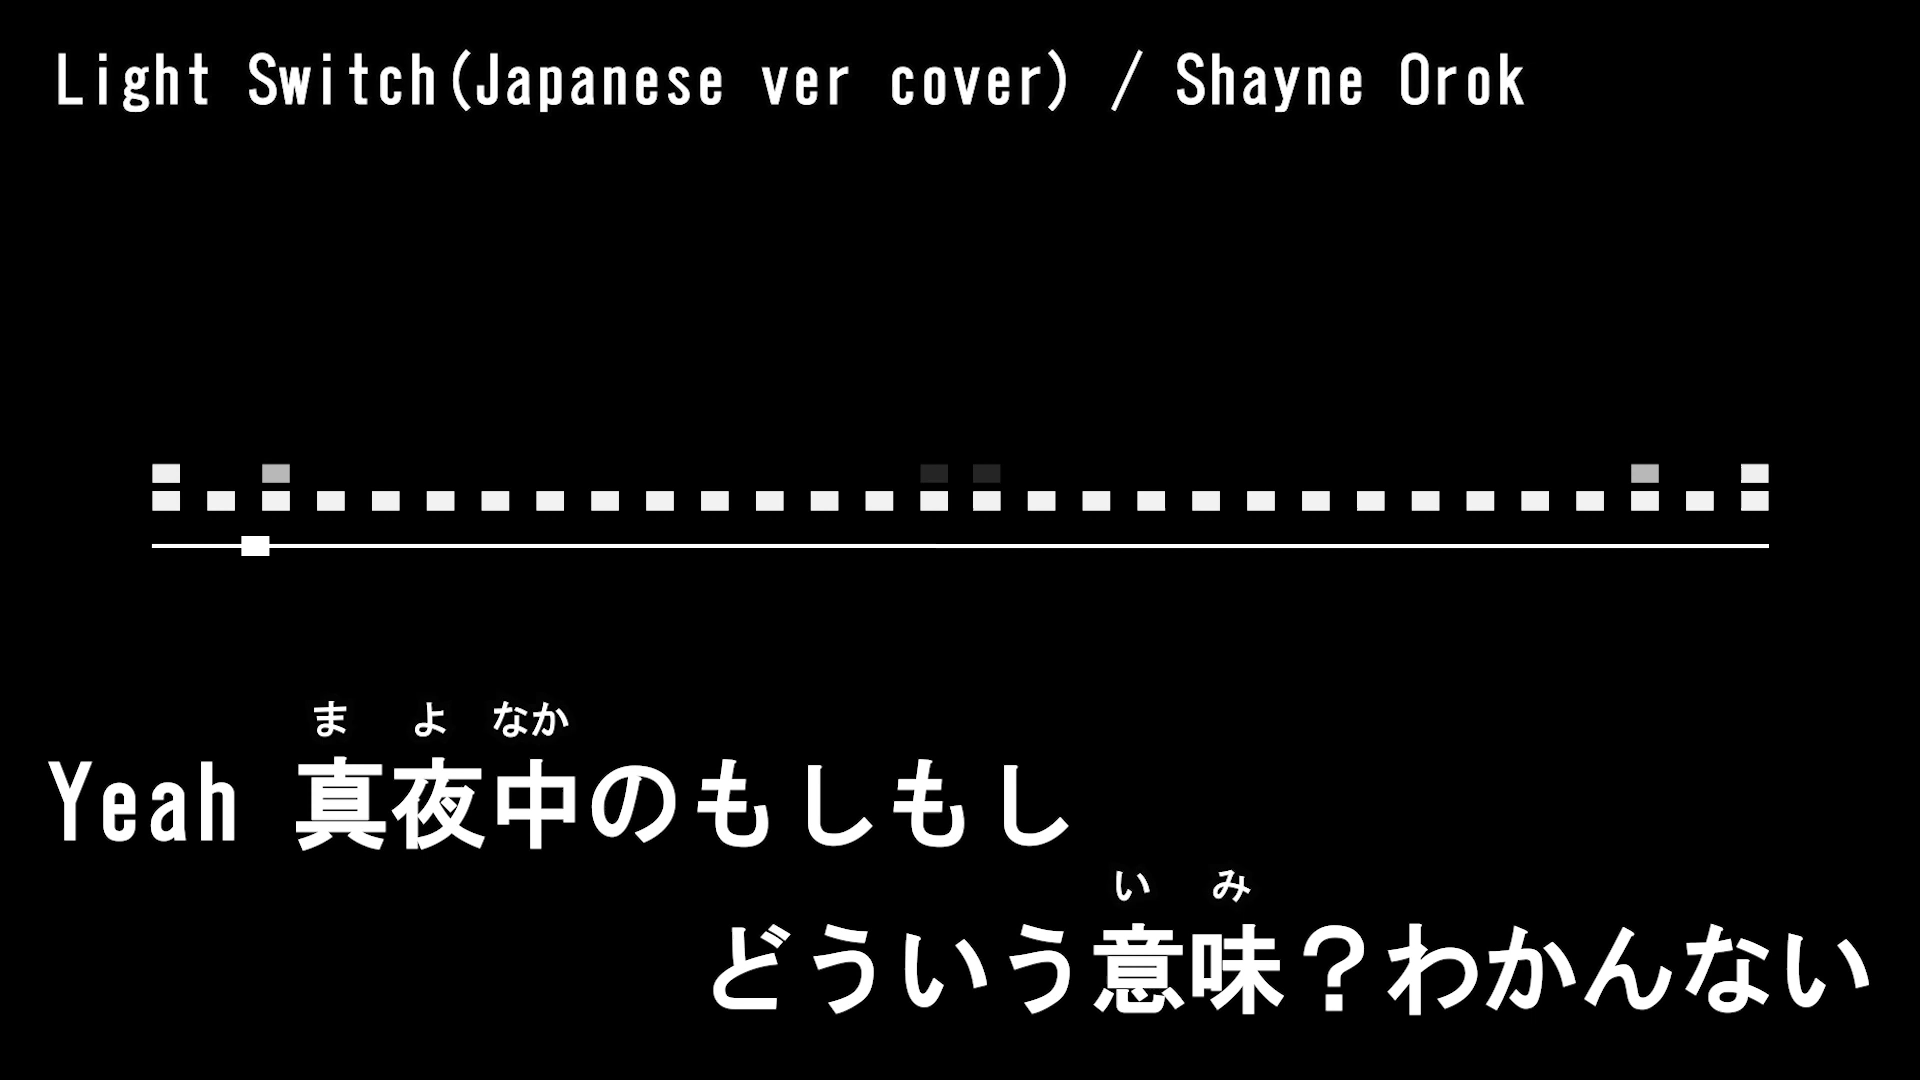 Light Switch(Japanese ver cover) / Shayne Orok
ま よ なか
Yeah 真夜中のもしもし
い み
どういう意味？わかんない